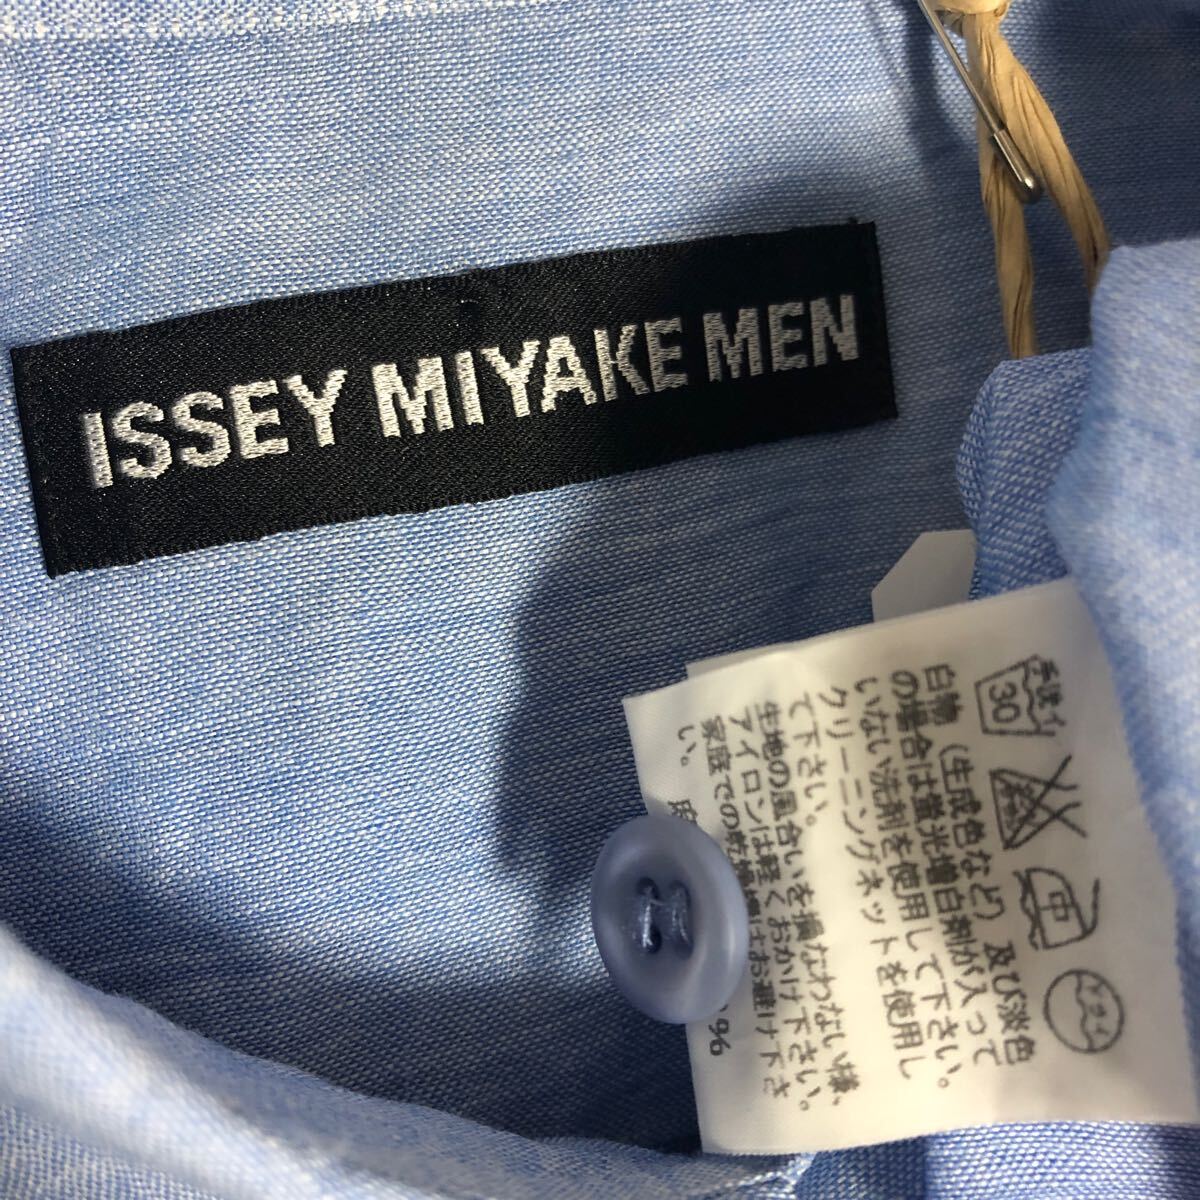 ISSEY MIYAKE MEN
手洗イ
30
ドライ
中
白物(生成色など)及び淡色
の場合は蛍光増白剤が入って
いない洗剤を使用して下さい。
クリーニングネットを使用し
て下さい。
生地の風合いを損なわない様、
アイロンは軽くおかけ下さい。
家庭での乾燥機はお避け下さ
い。
%